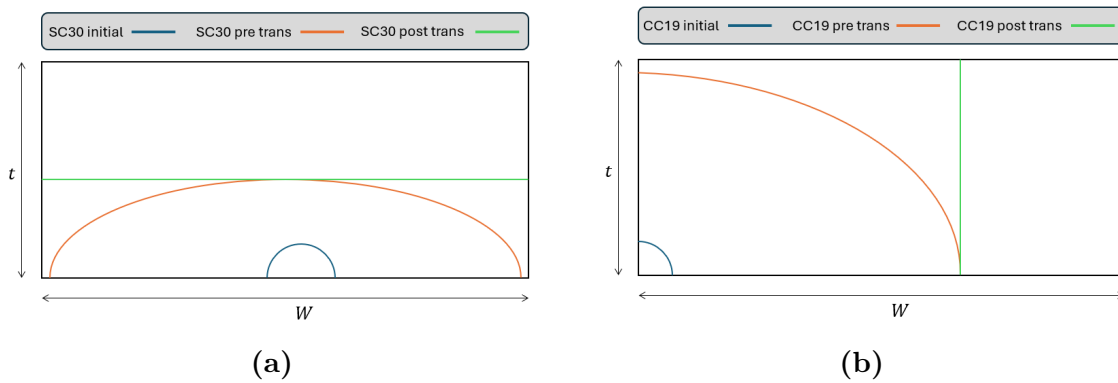 SC30 initial SC30 pre trans SC30 post trans
t
W
(a)
CC19 initial CC19 pre trans CC19 post trans
t
W
(b)